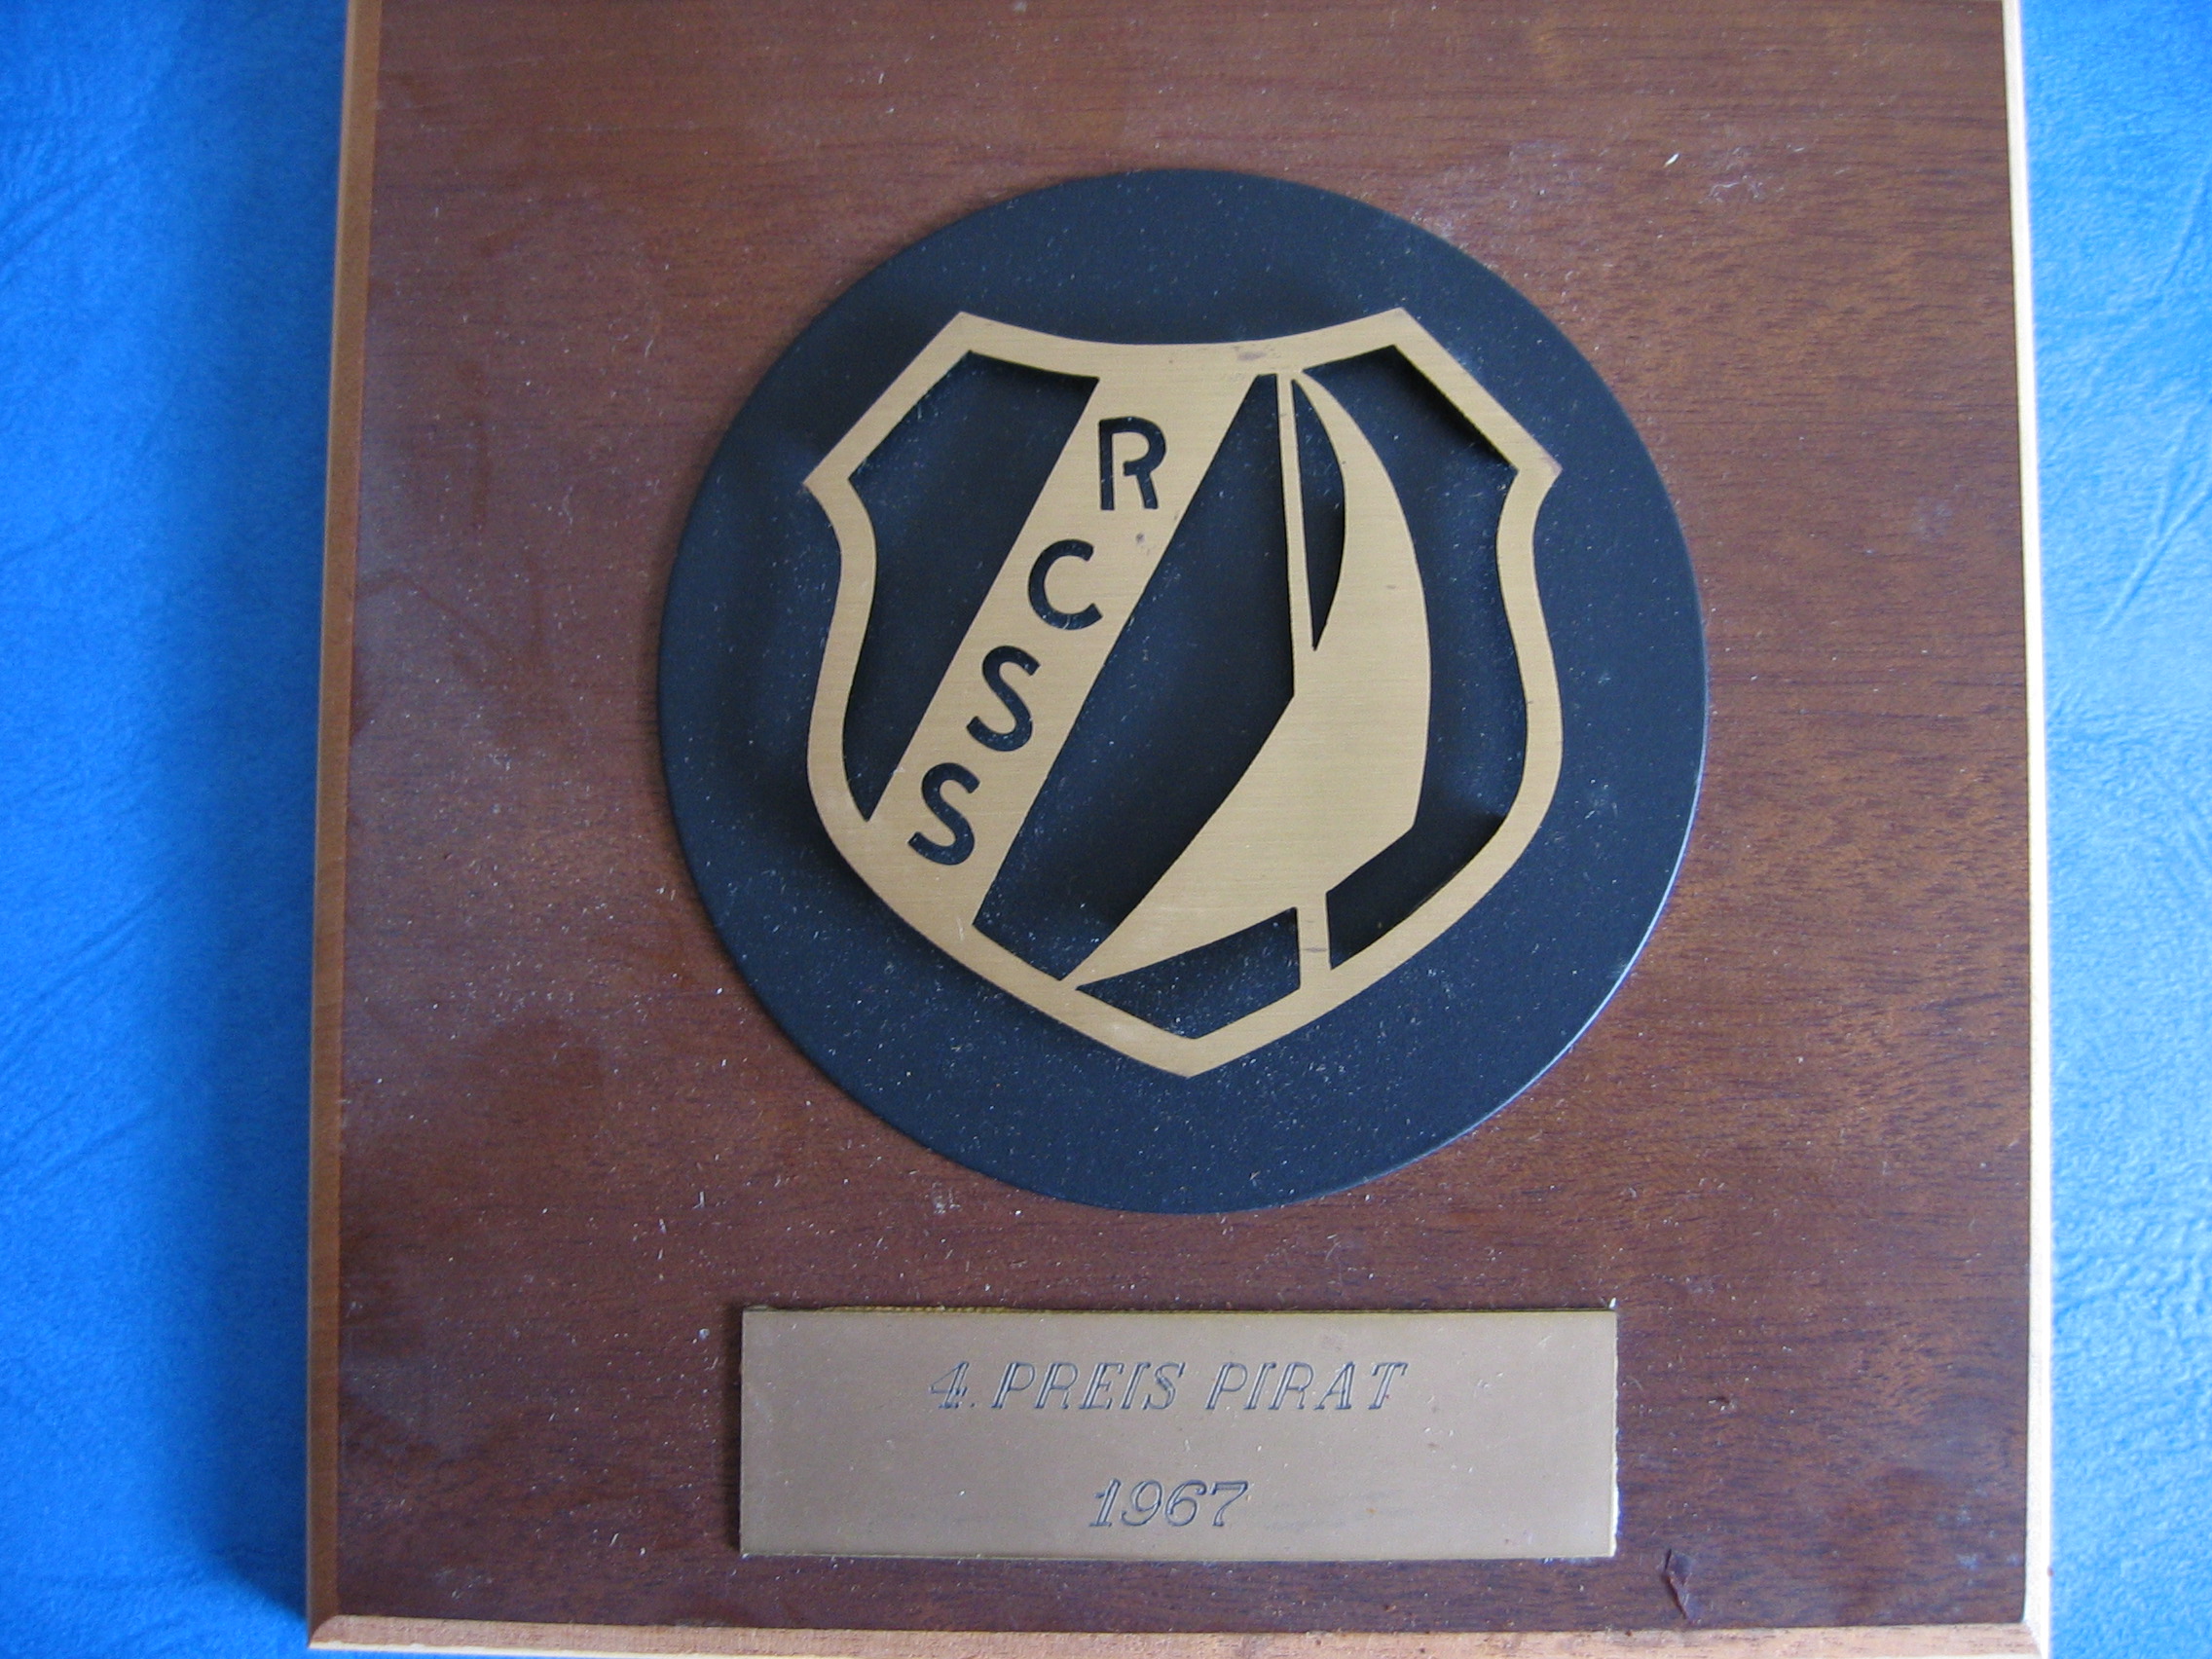 RCSS
4. PREIS PIRAT
1967